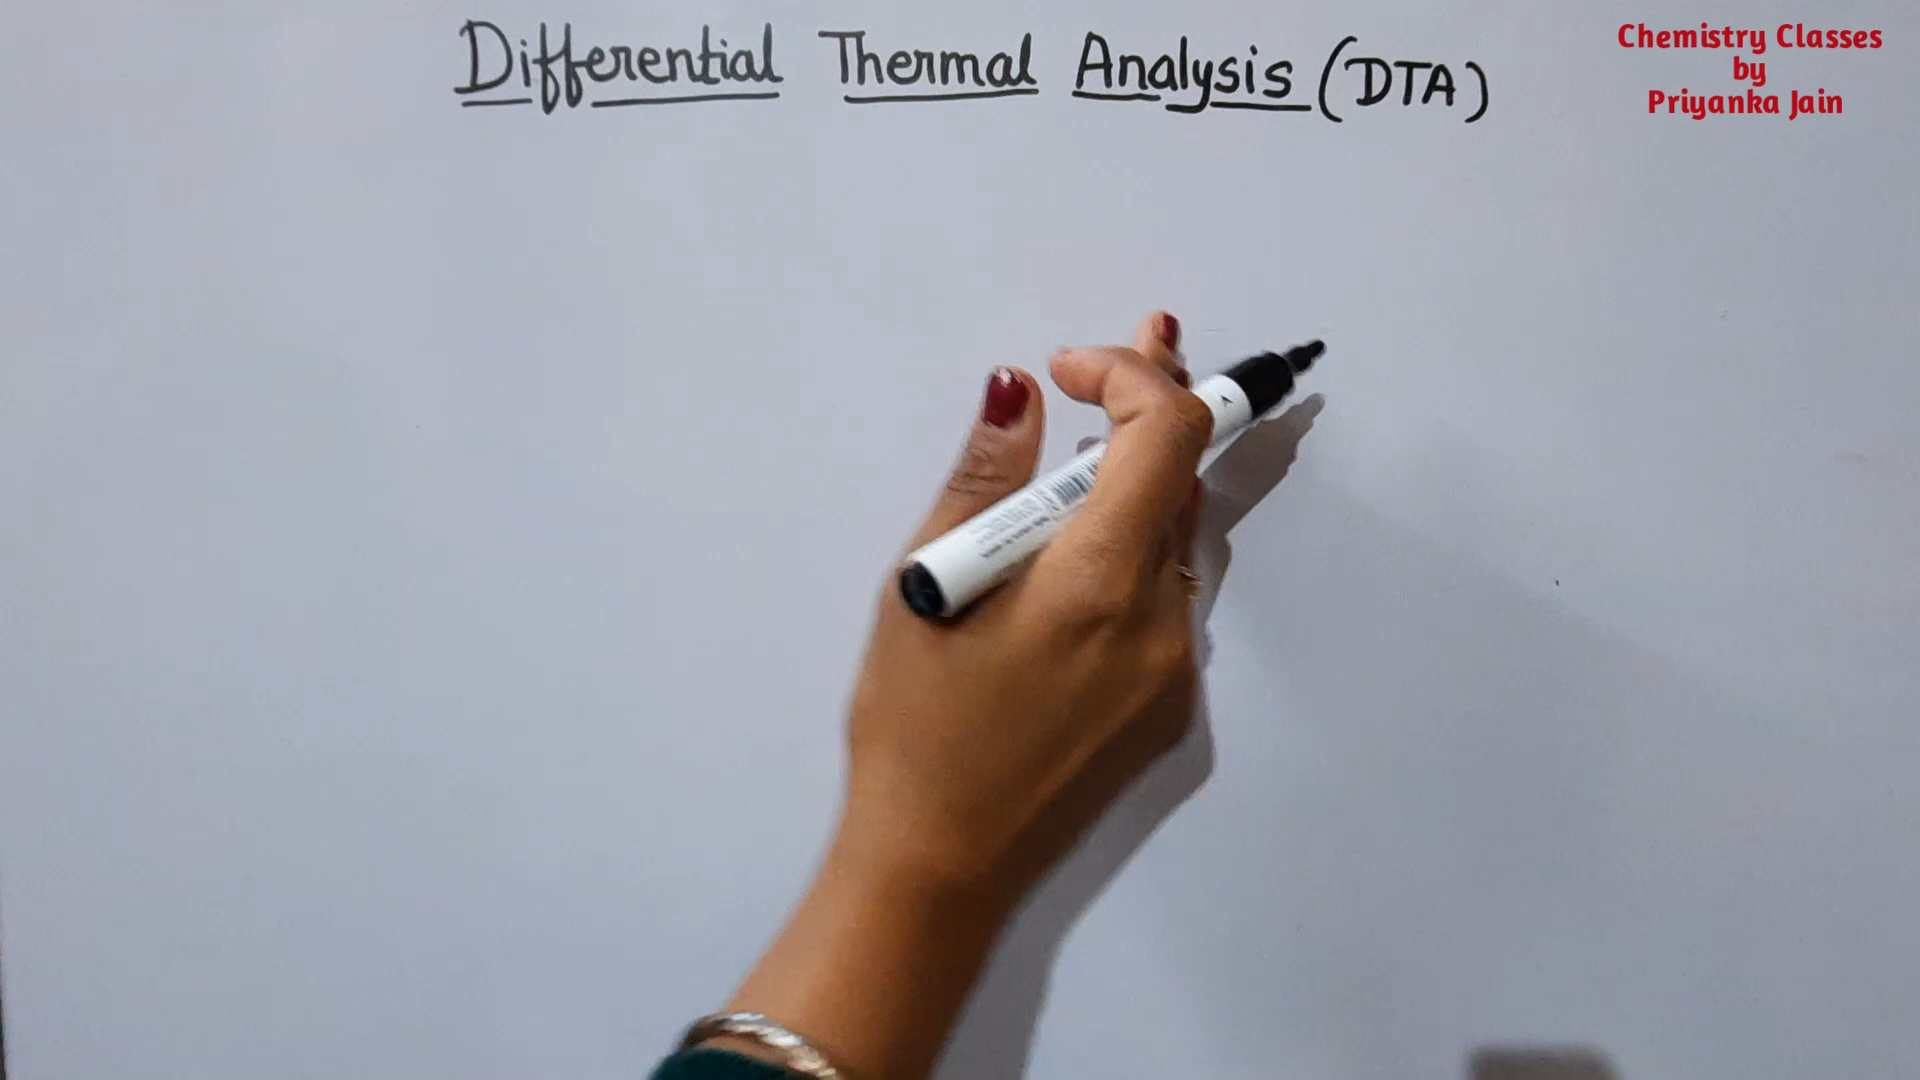 Differential Thermal Analysis (DTA)
Chemistry Classes
by
Priyanka Jain